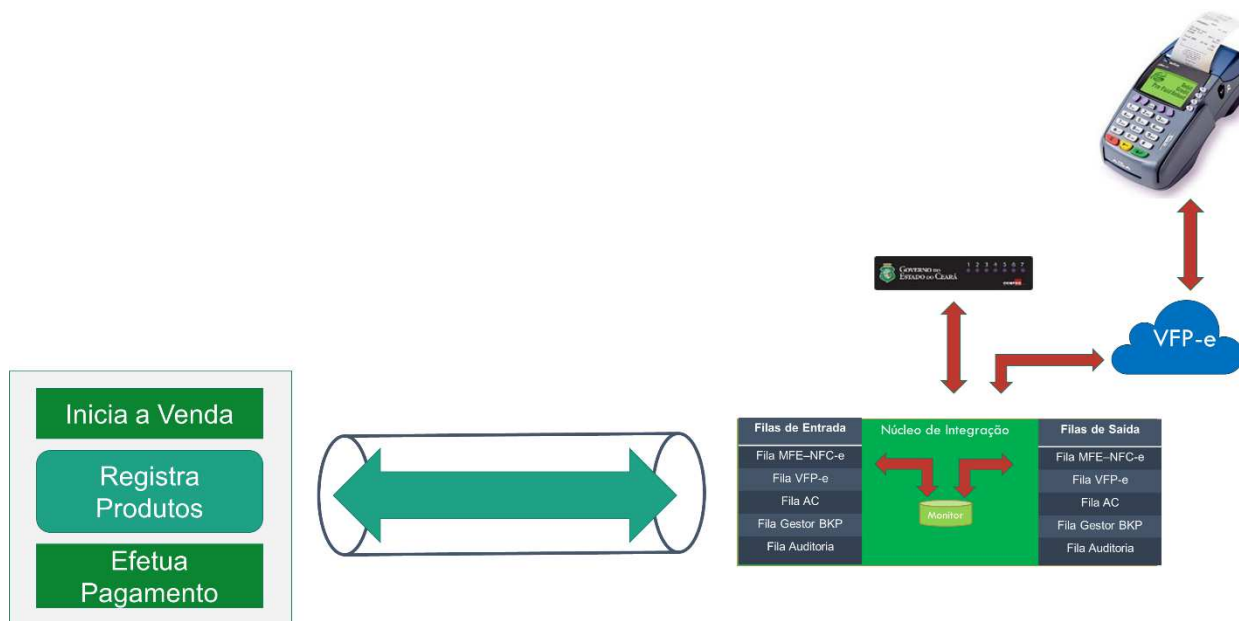 GOVERNO DO
ESTADO DO CEARÁ
1 2 3 4 5 6 7
VFP-e
Inicia a Venda
Registra
Produtos
Efetua
Pagamento
Filas de Entrada
Fila MFE–NFC-e
Fila VFP-e
Fila AC
Fila Gestor BKP
Fila Auditoria
Núcleo de Integração
Monitor
Filas de Saída
Fila MFE–NFC-e
Fila VFP-e
Fila AC
Fila Gestor BKP
Fila Auditoria